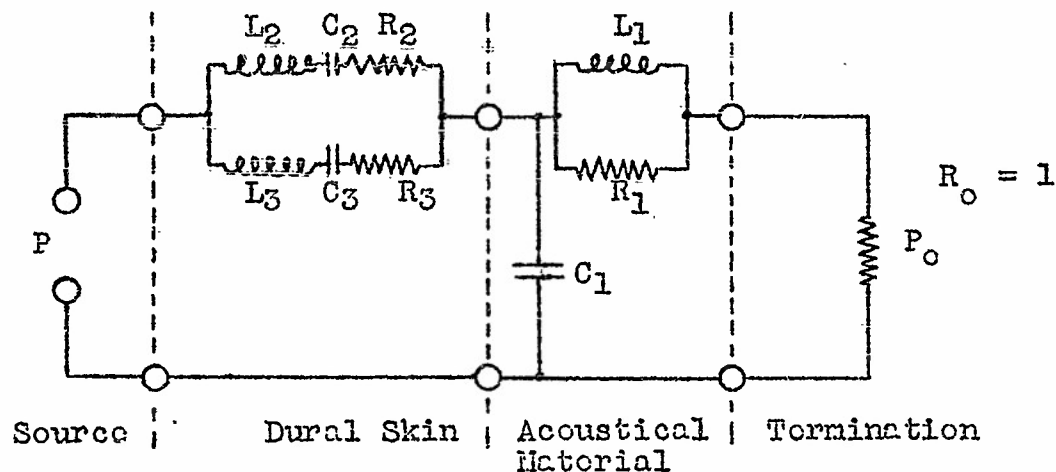 L2 C2 R2
L1
L3 C3 R3
R1
R0 = 1
P
P0
C1
Source
Dural Skin
Acoustical
Material
Termination